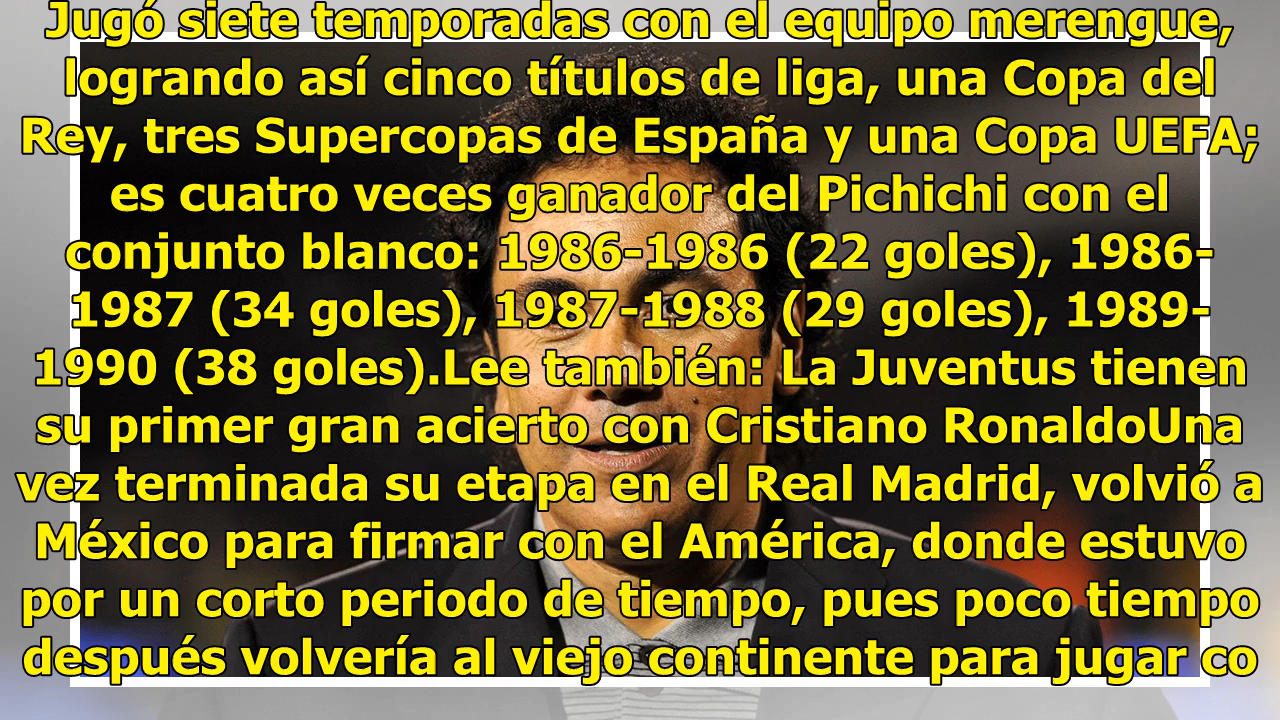 Jugó siete temporadas con el equipo merengue,
logrando así cinco títulos de liga, una Copa del
Rey, tres Supercopas de España y una Copa UEFA;
es cuatro veces ganador del Pichichi con el
conjunto blanco: 1986-1986 (22 goles), 1986-
1987 (34 goles), 1987-1988 (29 goles), 1989-
1990 (38 goles).Lee también: La Juventus tienen
su primer gran acierto con Cristiano RonaldoUna
vez terminada su etapa en el Real Madrid, volvió a
México para firmar con el América, donde estuvo
por un corto periodo de tiempo, pues poco tiempo
después volvería al viejo continente para jugar co